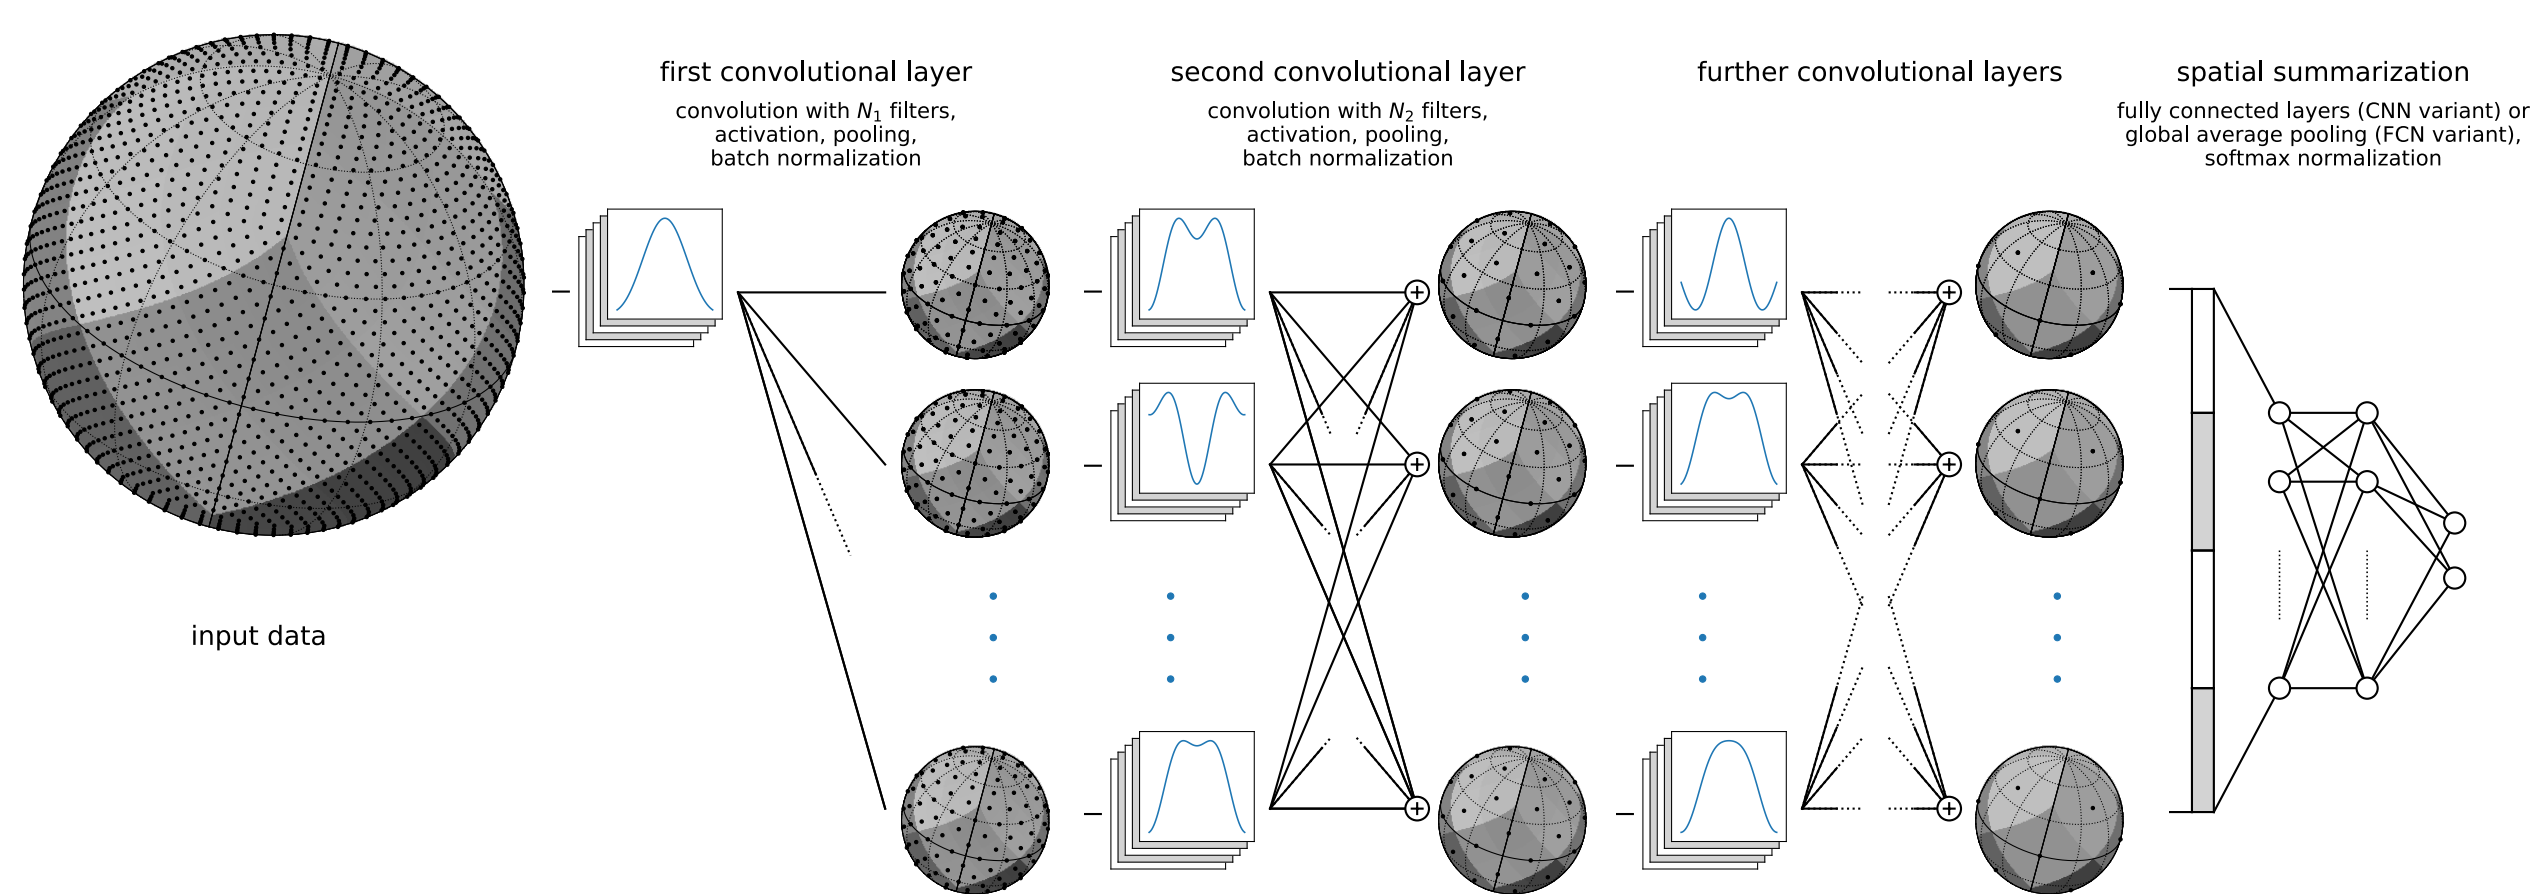 first convolutional layer
convolution with N₁ filters,
activation, pooling,
batch normalization
second convolutional layer
convolution with N₂ filters,
activation, pooling,
batch normalization
further convolutional layers
spatial summarization
fully connected layers (CNN variant) or
global average pooling (FCN variant),
softmax normalization
input data